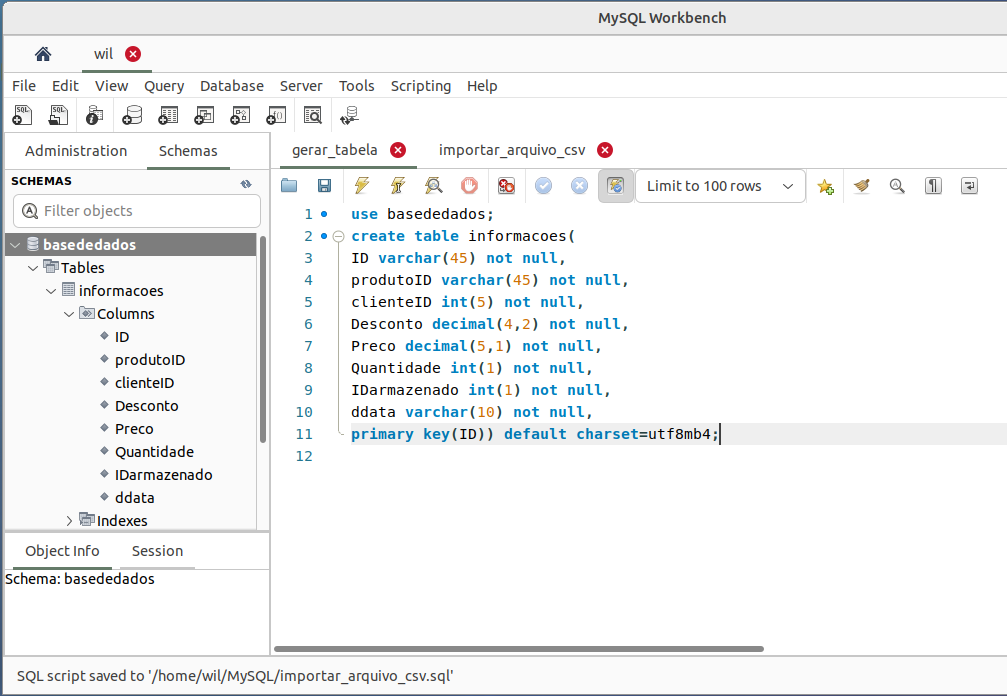 MySQL Workbench
wil
File Edit View Query Database Server Tools Scripting Help
Administration Schemas
SCHEMAS
Filter objects
basededados
Tables
informacoes
Columns
ID
produtoID
clienteID
Desconto
Preco
Quantidade
IDarmazenado
ddata
Indexes
Object Info Session
Schema: basededados
gerar_tabela importar_arquivo_csv
Limit to 100 rows
1 use basededados;
2 create table informacoes(
3 ID varchar(45) not null,
4 produtoID varchar(45) not null,
5 clienteID int(5) not null,
6 Desconto decimal(4,2) not null,
7 Preco decimal(5,1) not null,
8 Quantidade int(1) not null,
9 IDarmazenado int(1) not null,
10 ddata varchar(10) not null,
11 primary key(ID)) default charset=utf8mb4;
12
SQL script saved to '/home/wil/MySQL/importar_arquivo_csv.sql'